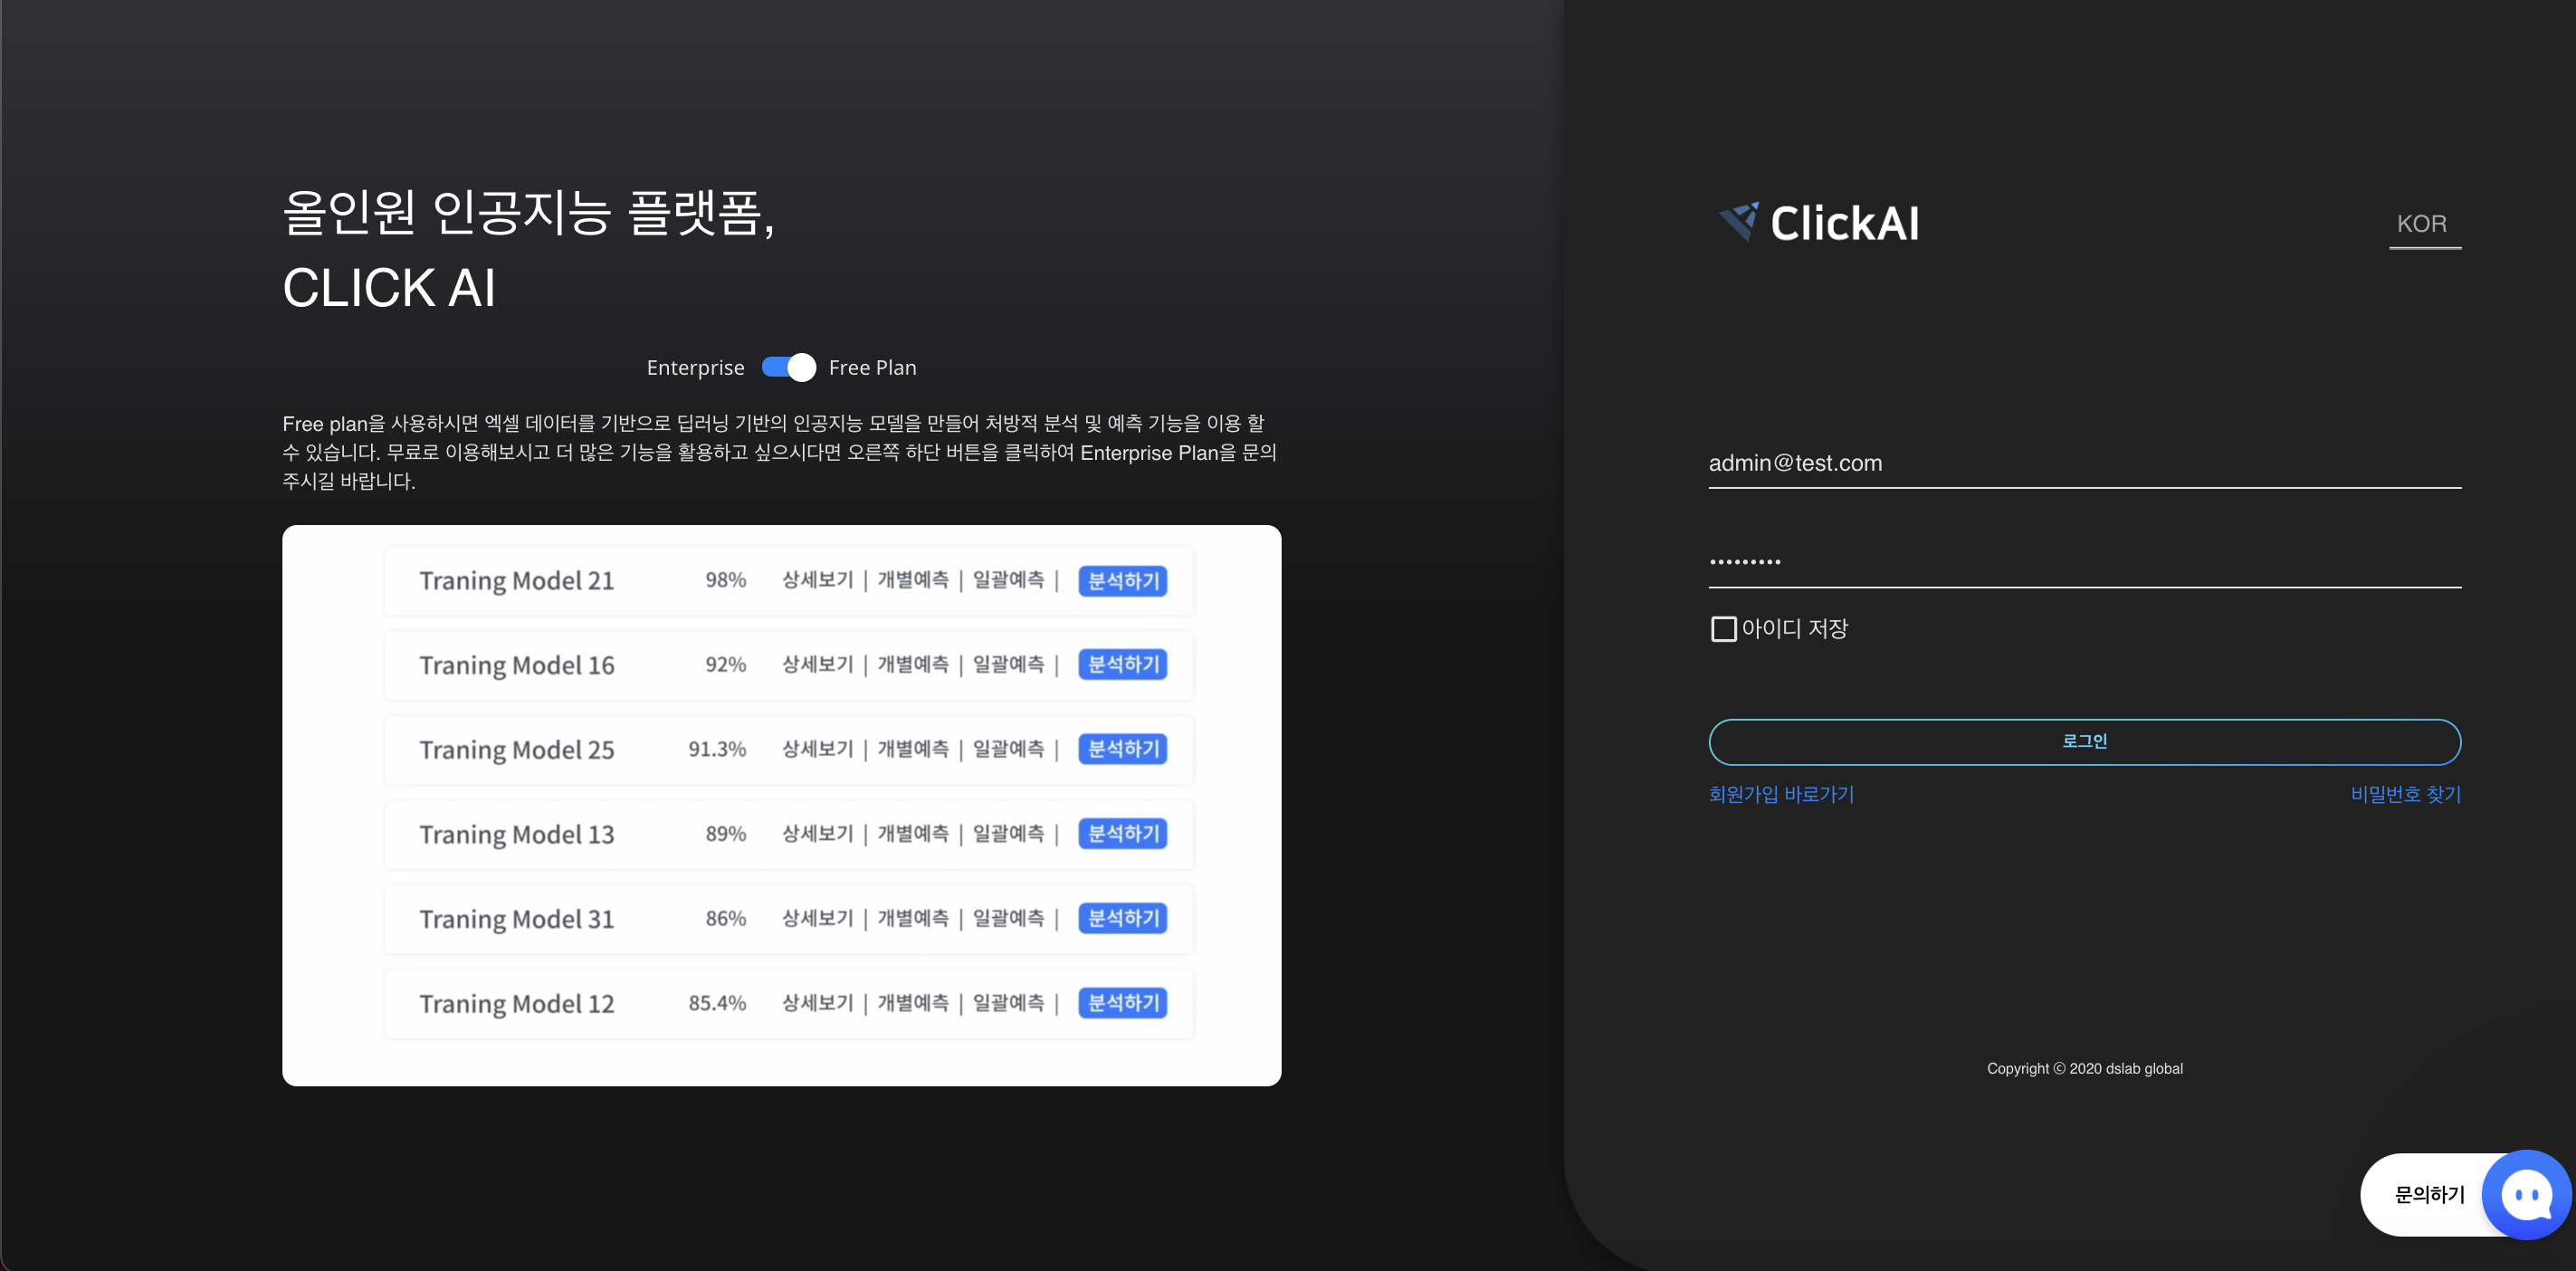 올인원 인공지능 플랫폼,
CLICK AI
Enterprise Free Plan
Free plan을 사용하시면 엑셀 데이터를 기반으로 딥러닝 기반의 인공지능 모델을 만들어 처방적 분석 및 예측 기능을 이용 할
수 있습니다. 무료로 이용해보시고 더 많은 기능을 활용하고 싶으시다면 오른쪽 하단 버튼을 클릭하여 Enterprise Plan을 문의
주시길 바랍니다.
Traning Model 21 98% 상세보기 | 개별예측 | 일괄예측 | 분석하기
Traning Model 16 92% 상세보기 | 개별예측 | 일괄예측 | 분석하기
Traning Model 25 91.3% 상세보기 | 개별예측 | 일괄예측 | 분석하기
Traning Model 13 89% 상세보기 | 개별예측 | 일괄예측 | 분석하기
Traning Model 31 86% 상세보기 | 개별예측 | 일괄예측 | 분석하기
Traning Model 12 85.4% 상세보기 | 개별예측 | 일괄예측 | 분석하기
ClickAI
KOR
admin@test.com
•••••••••
아이디 저장
로그인
회원가입 바로가기 비밀번호 찾기
Copyright © 2020 dslab global
문의하기